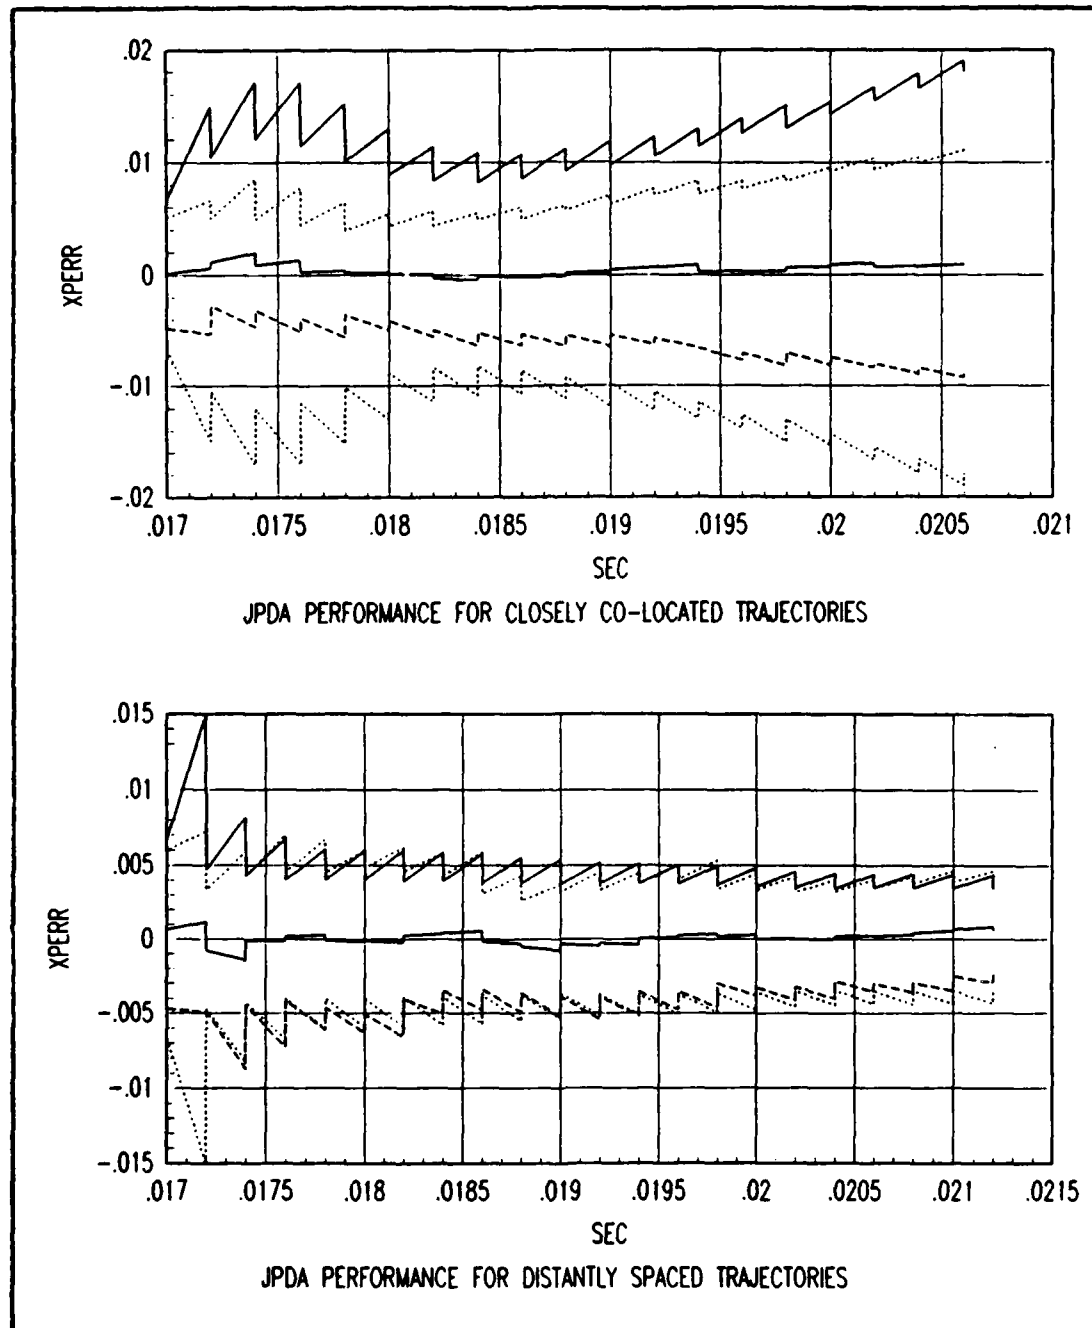 .02
.01
0
-.01
-.02
XPERR
.017 .0175 .018 .0185 .019 .0195 .02 .0205 .021
SEC
JPDA PERFORMANCE FOR CLOSELY CO-LOCATED TRAJECTORIES
.015
.01
.005
0
-.005
-.01
-.015
XPERR
.017 .0175 .018 .0185 .019 .0195 .02 .0205 .021 .0215
SEC
JPDA PERFORMANCE FOR DISTANTLY SPACED TRAJECTORIES